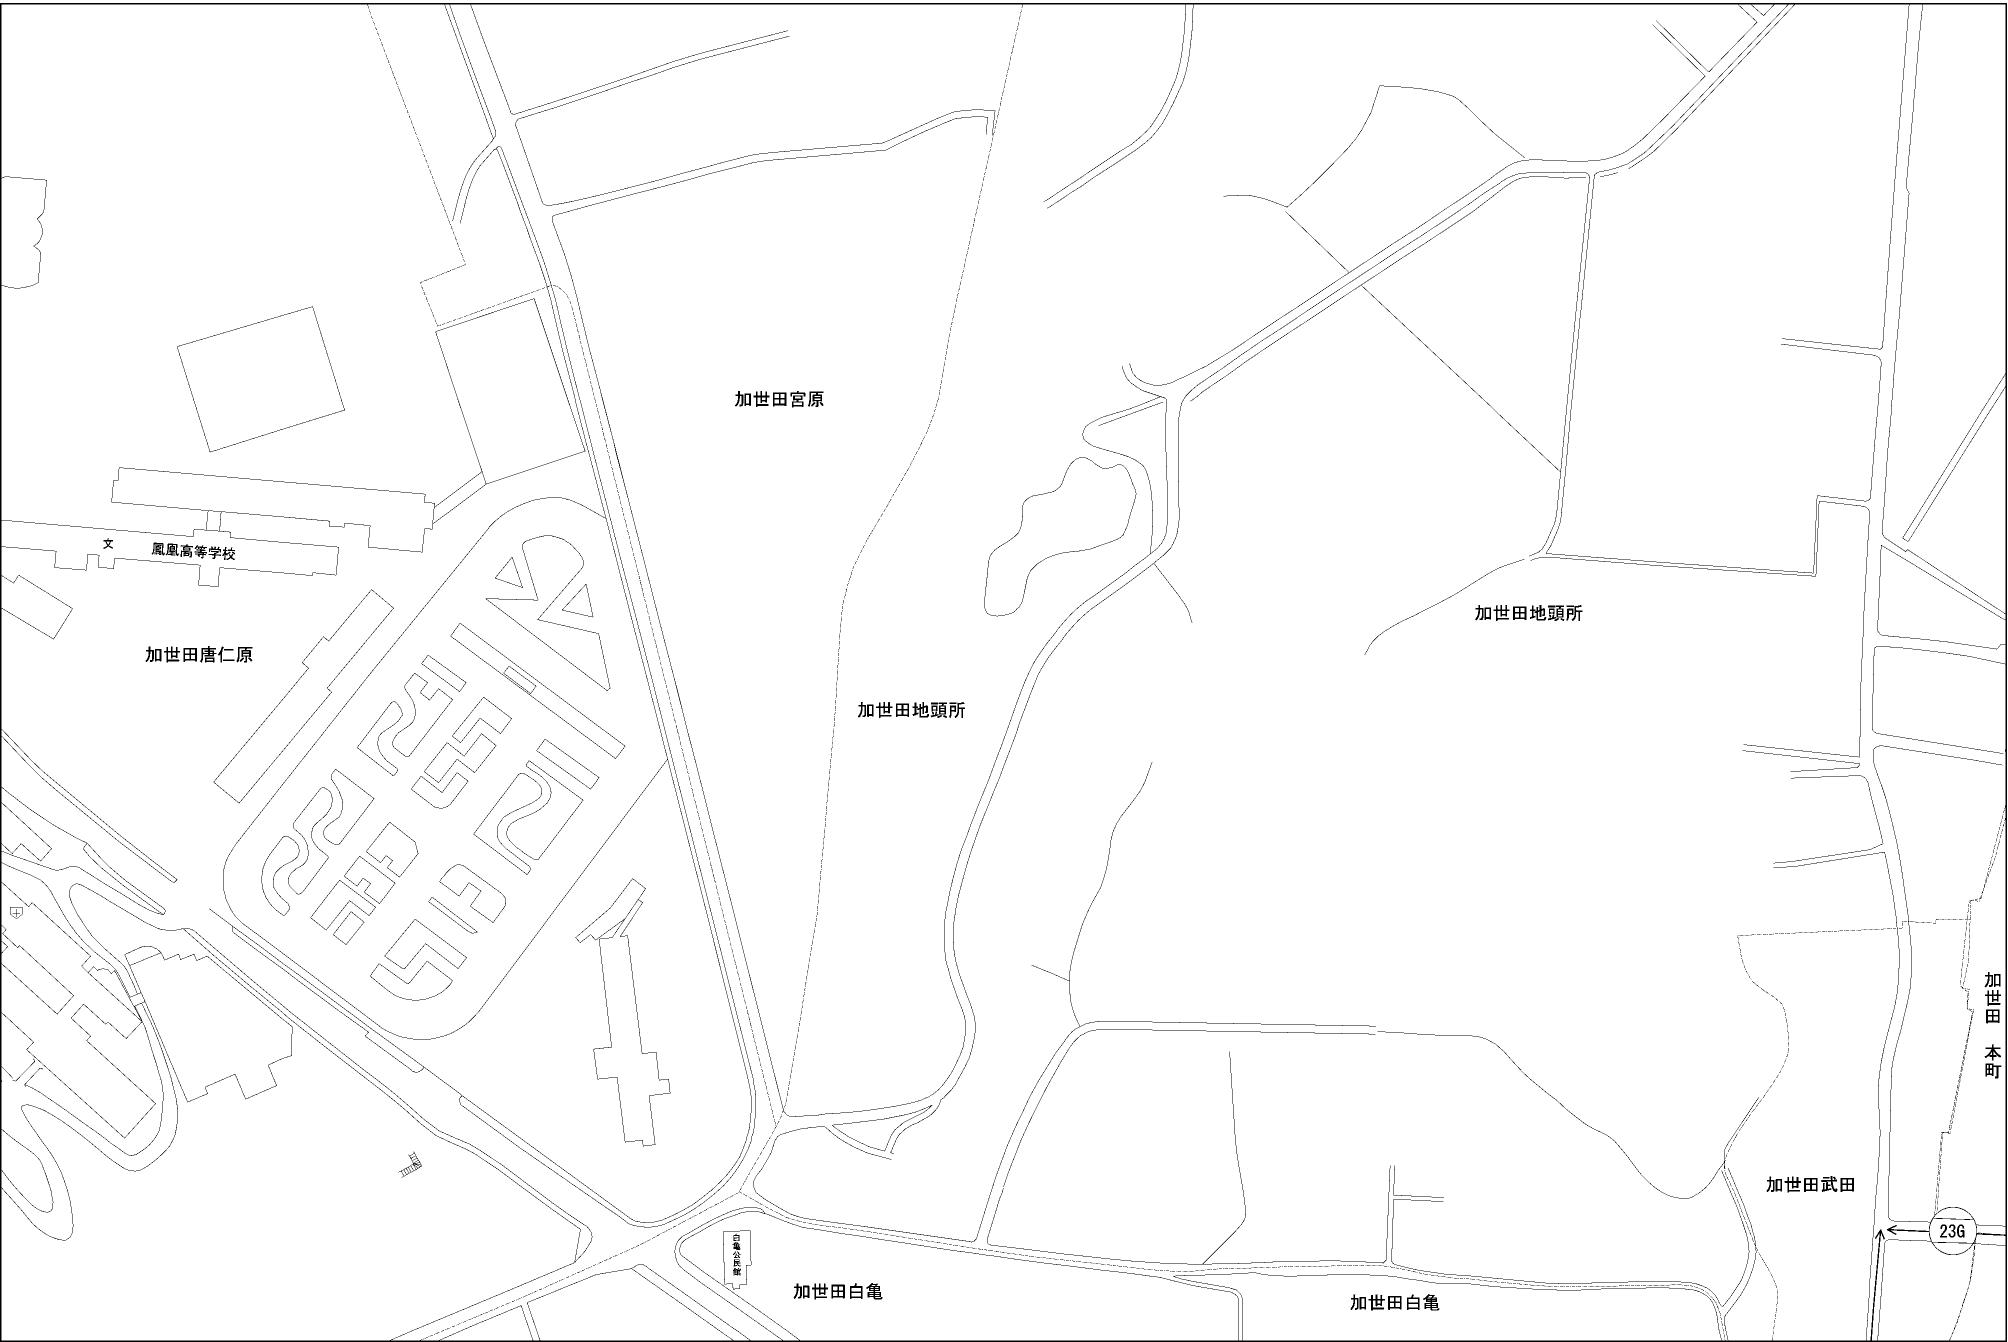 加世田宮原
文
鳳凰高等学校
加世田唐仁原
加世田地頭所
加世田地頭所
加世田 本町
加世田武田
23G
白亀公民館
加世田白亀
加世田白亀